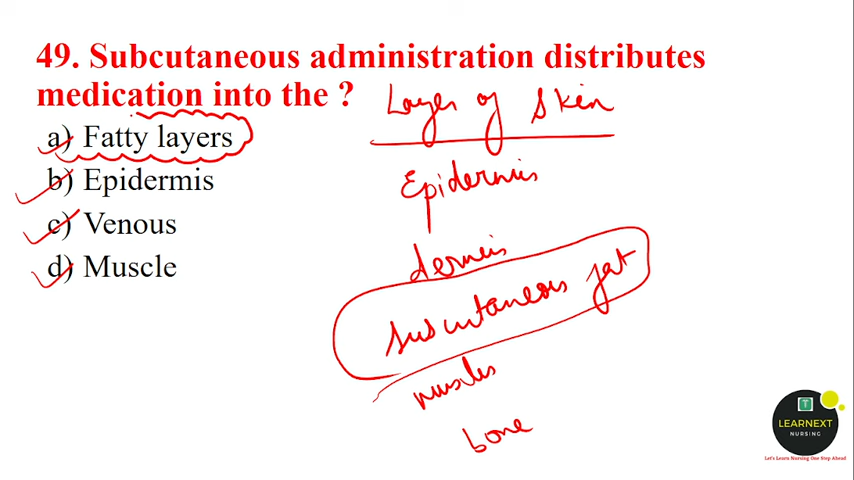 49. Subcutaneous administration distributes
medication into the ?
a) Fatty layers
b) Epidermis
c) Venous
d) Muscle
Layer of Skin
Epidermis
dermis
Suscutaneous fat
muscles
bone
T
LEARNEXT
NURSING
Let's Learn Nursing One Step Ahead